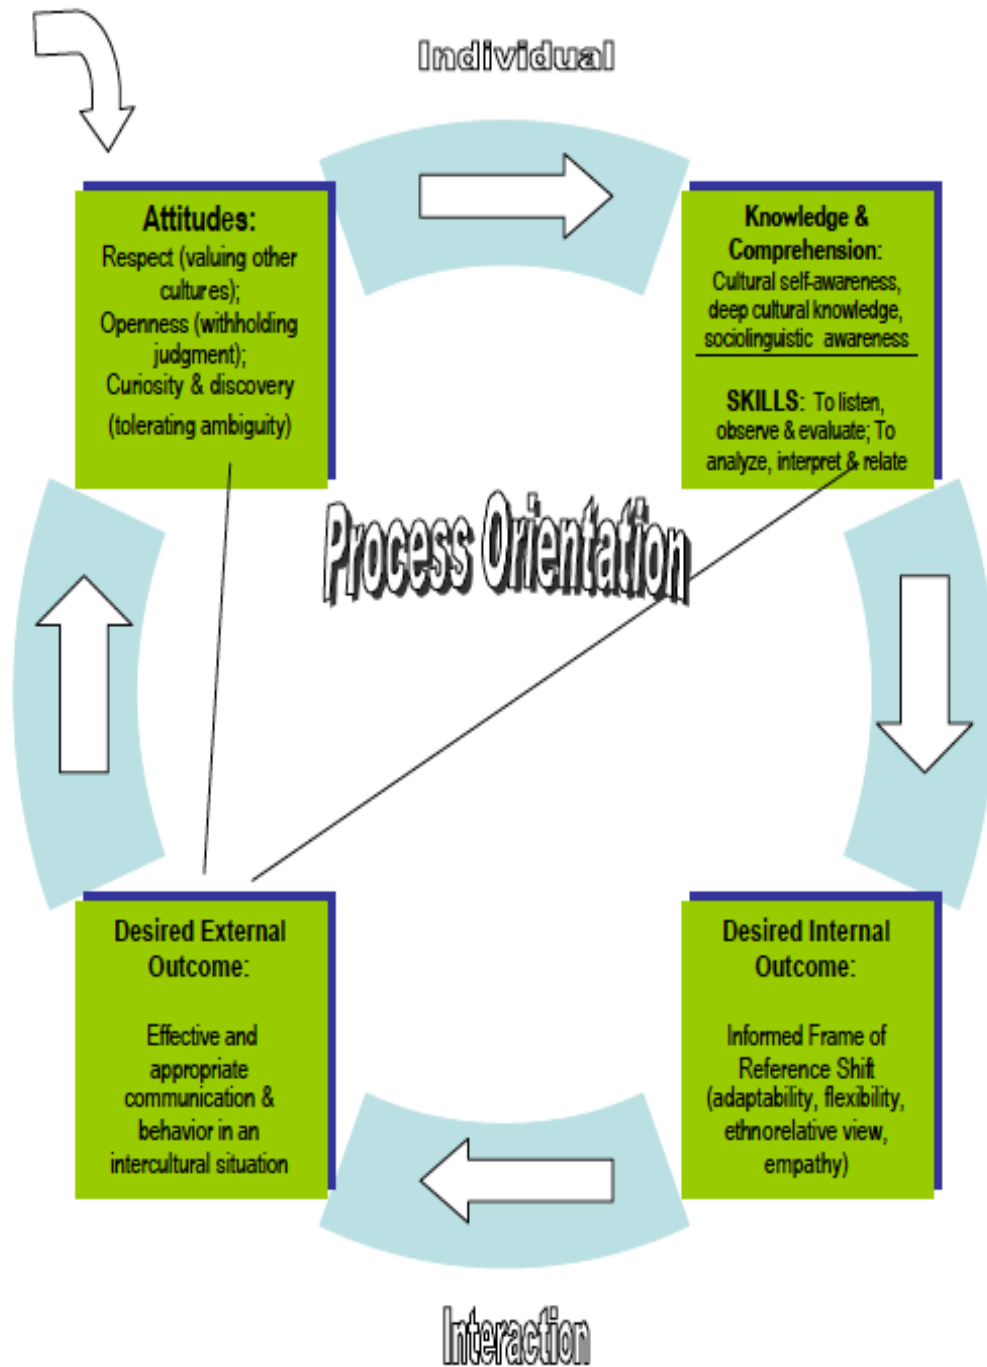 Individual
Attitudes:
Respect (valuing other
cultures);
Openness (withholding
judgment);
Curiosity & discovery
(tolerating ambiguity)
Knowledge &
Comprehension:
Cultural self-awareness,
deep cultural knowledge,
sociolinguistic awareness
SKILLS: To listen,
observe & evaluate; To
analyze, interpret & relate
Process Orientation
Desired External
Outcome:
Effective and
appropriate
communication &
behavior in an
intercultural situation
Desired Internal
Outcome:
Informed Frame of
Reference Shift
(adaptability, flexibility,
ethnorelative view,
empathy)
Interaction